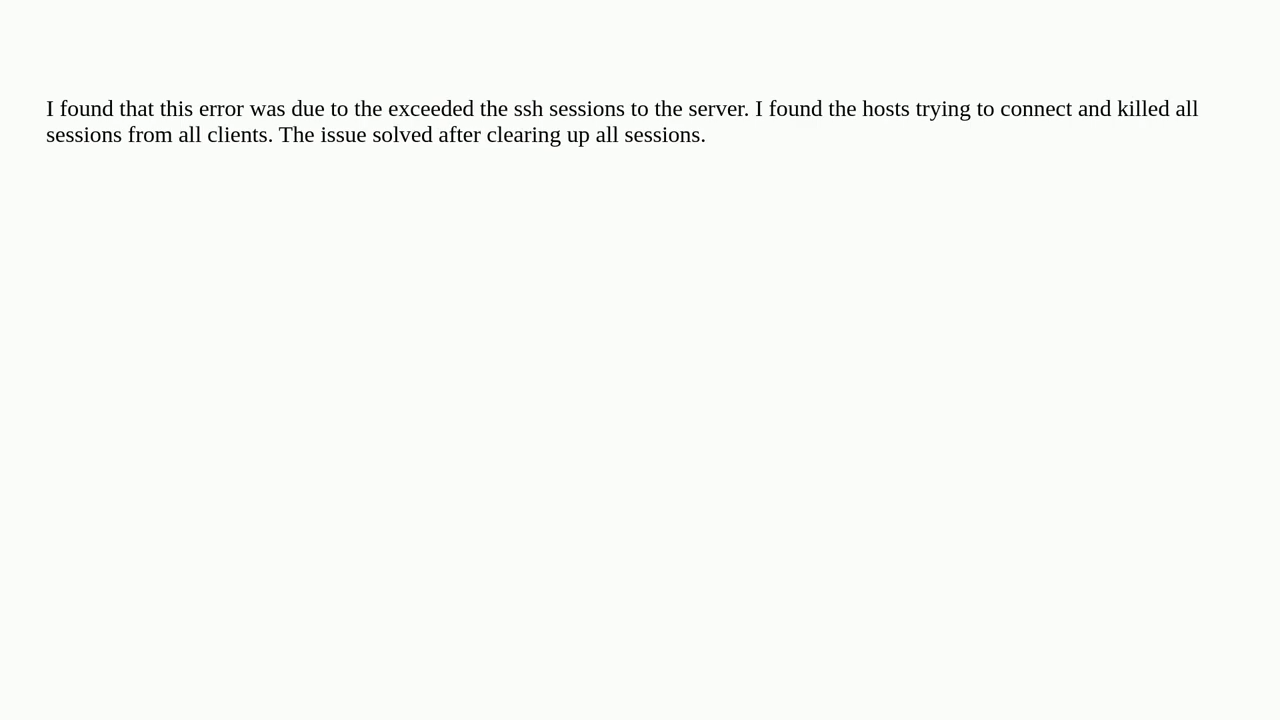 I found that this error was due to the exceeded the ssh sessions to the server. I found the hosts trying to connect and killed all
sessions from all clients. The issue solved after clearing up all sessions.